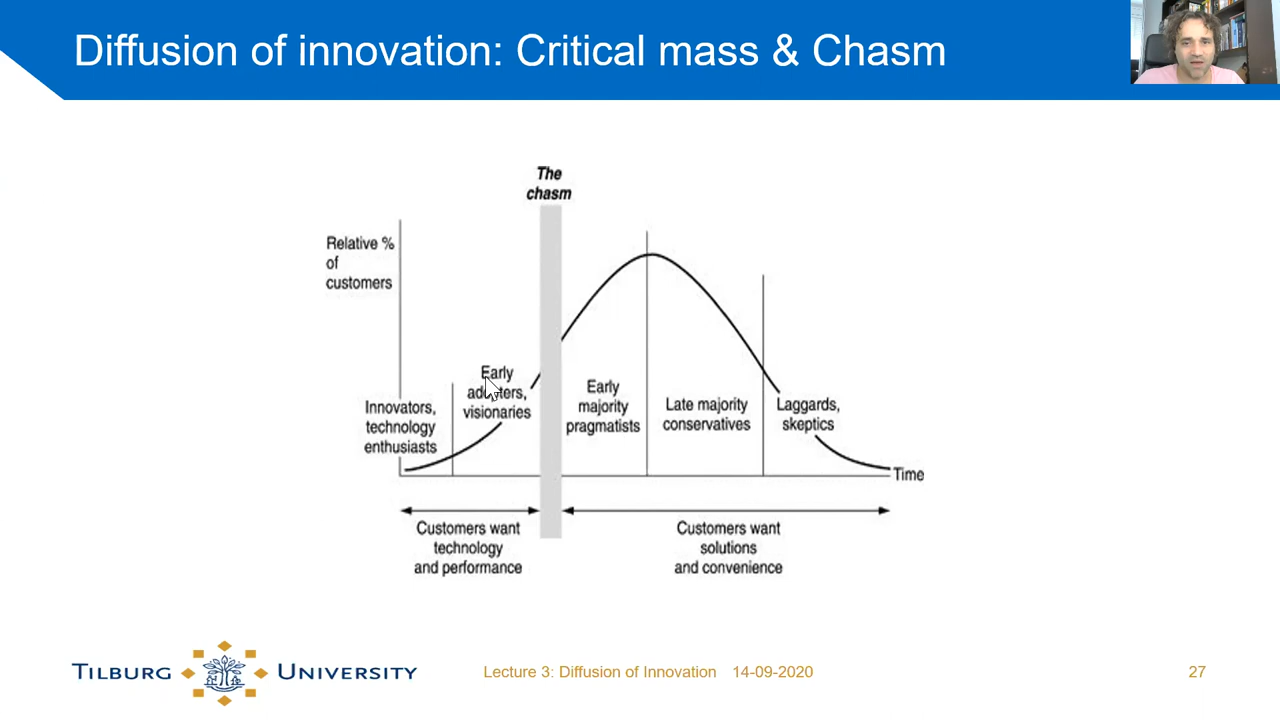 Diffusion of innovation: Critical mass & Chasm
The
chasm
Relative %
of
customers
Early
adopters,
visionaries
Innovators,
technology
enthusiasts
Early
majority
pragmatists
Late majority
conservatives
Laggards,
skeptics
Time
Customers want
technology
and performance
Customers want
solutions
and convenience
TILBURG UNIVERSITY
Lecture 3: Diffusion of Innovation 14-09-2020
27